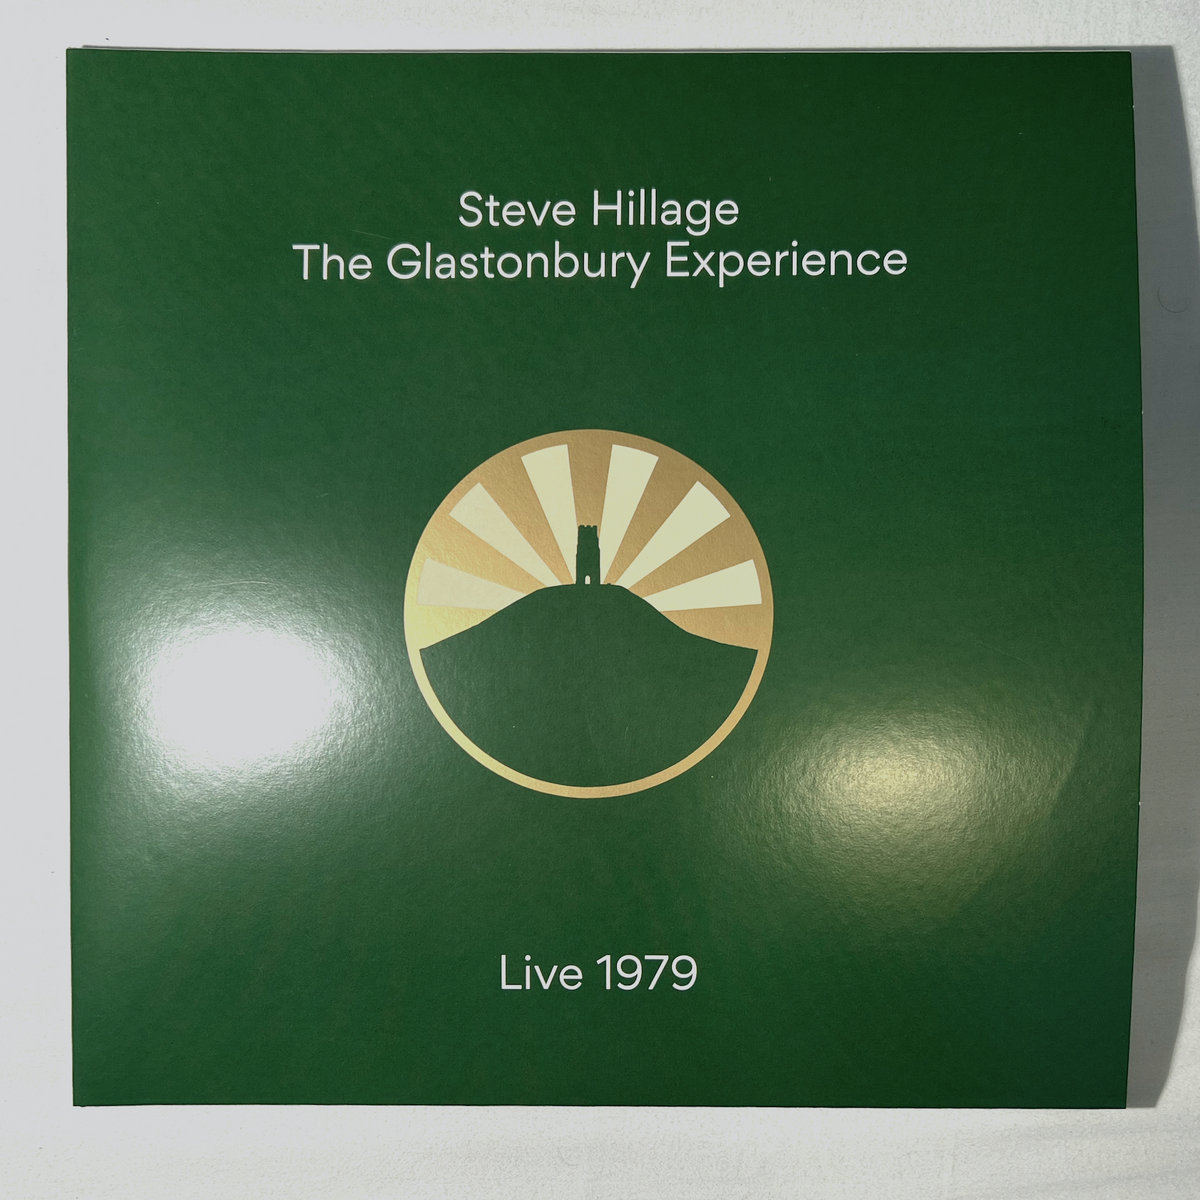 Steve Hillage
The Glastonbury Experience
Live 1979